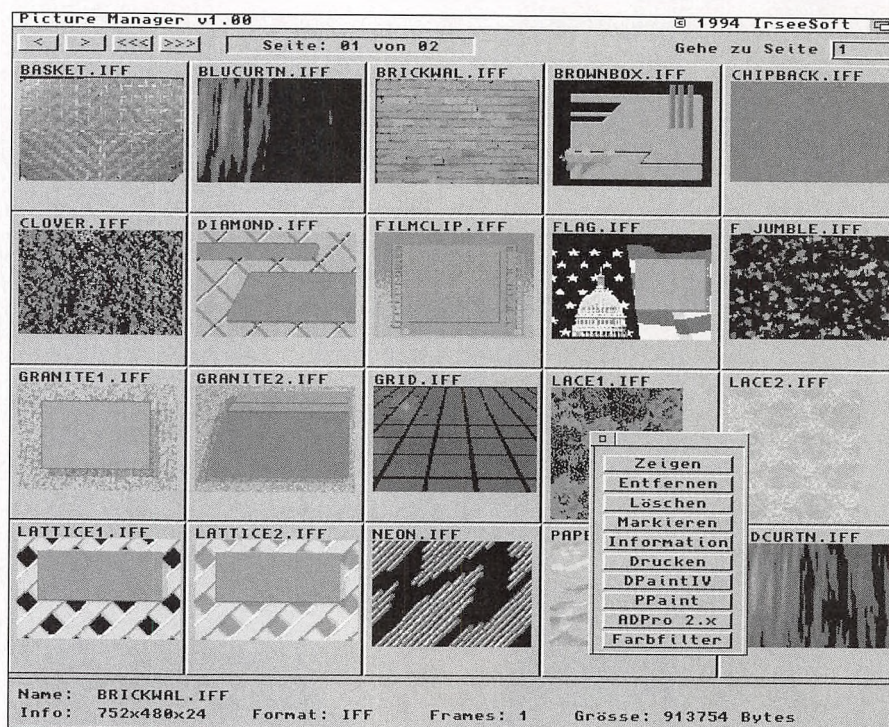 Picture Manager v1.00 © 1994 IrseeSoft
< > <<< >>> Seite: 01 von 02 Gehe zu Seite 1
BASKET.IFF BLUCURTN.IFF BRICKWAL.IFF BROWNBOX.IFF CHIPBACK.IFF
CLOVER.IFF DIAMOND.IFF FILMCLIP.IFF FLAG.IFF F_JUMBLE.IFF
GRANITE1.IFF GRANITE2.IFF GRID.IFF LACE1.IFF LACE2.IFF
Zeigen
Entfernen
Löschen
Markieren
LATTICE1.IFF LATTICE2.IFF NEON.IFF PAPE DCURTN.IFF
Information
Drucken
DPaintIV
PPaint
ADPro 2.x
Farbfilter
Name: BRICKWAL.IFF
Info: 752x480x24 Format: IFF Frames: 1 Grösse: 913754 Bytes